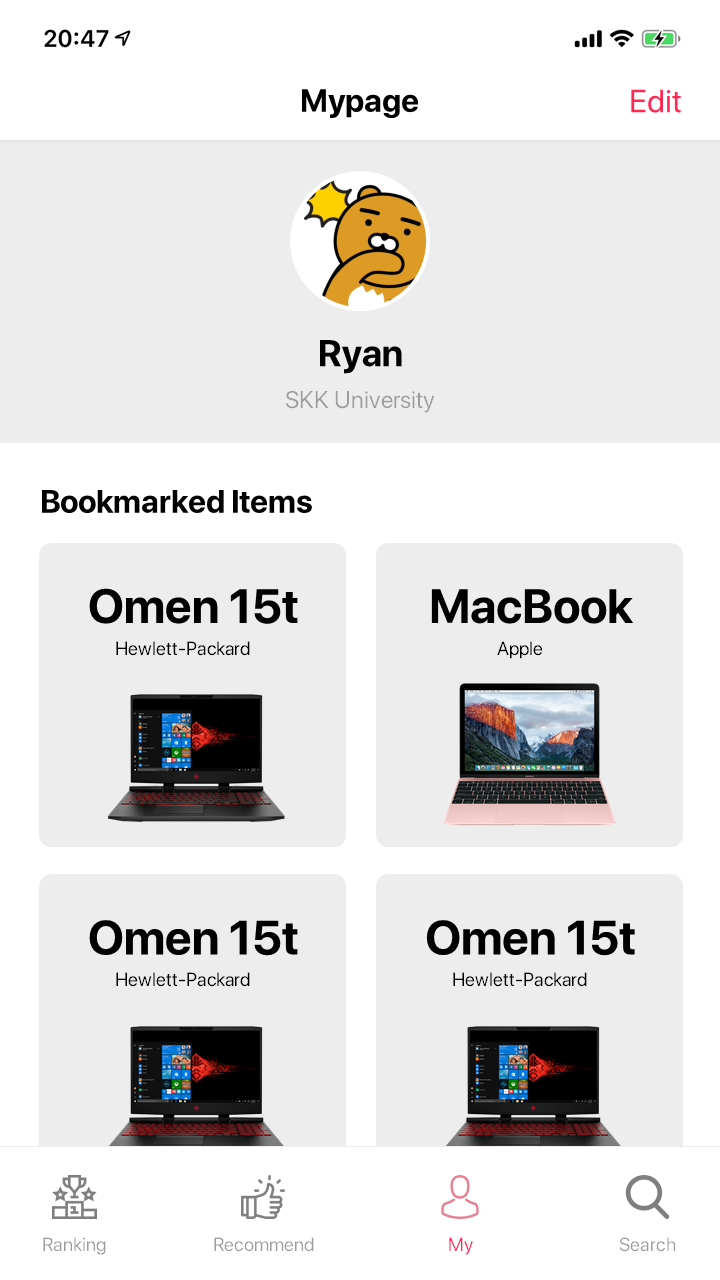 20:47
Mypage
Edit
Ryan
SKK University
Bookmarked Items
Omen 15t
Hewlett-Packard
MacBook
Apple
Omen 15t
Hewlett-Packard
Omen 15t
Hewlett-Packard
1
Ranking
Recommend
My
Search